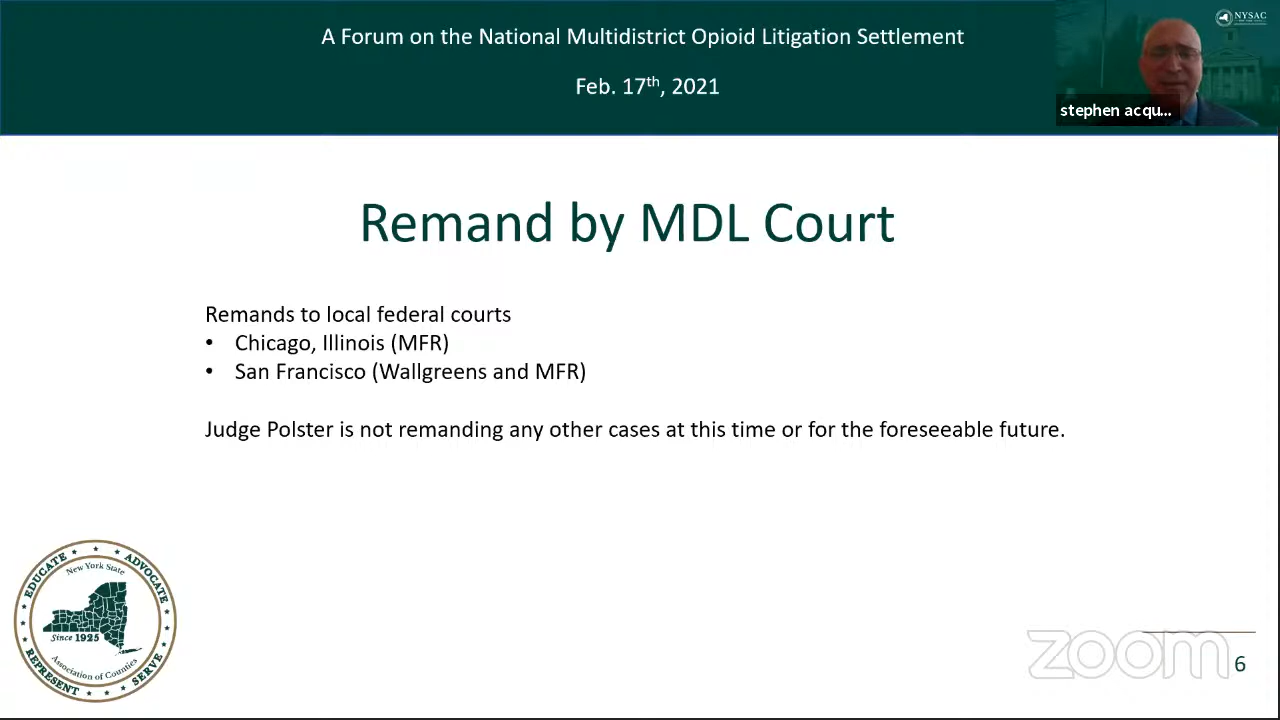 A Forum on the National Multidistrict Opioid Litigation Settlement
Feb. 17th, 2021
NYSAC
stephen acqu...
Remand by MDL Court
Remands to local federal courts
• Chicago, Illinois (MFR)
• San Francisco (Wallgreens and MFR)
Judge Polster is not remanding any other cases at this time or for the foreseeable future.
EDUCATE ADVOCATE
New York State
Since 1925
Association of Counties
REPRESENT SERVE
zoom
6